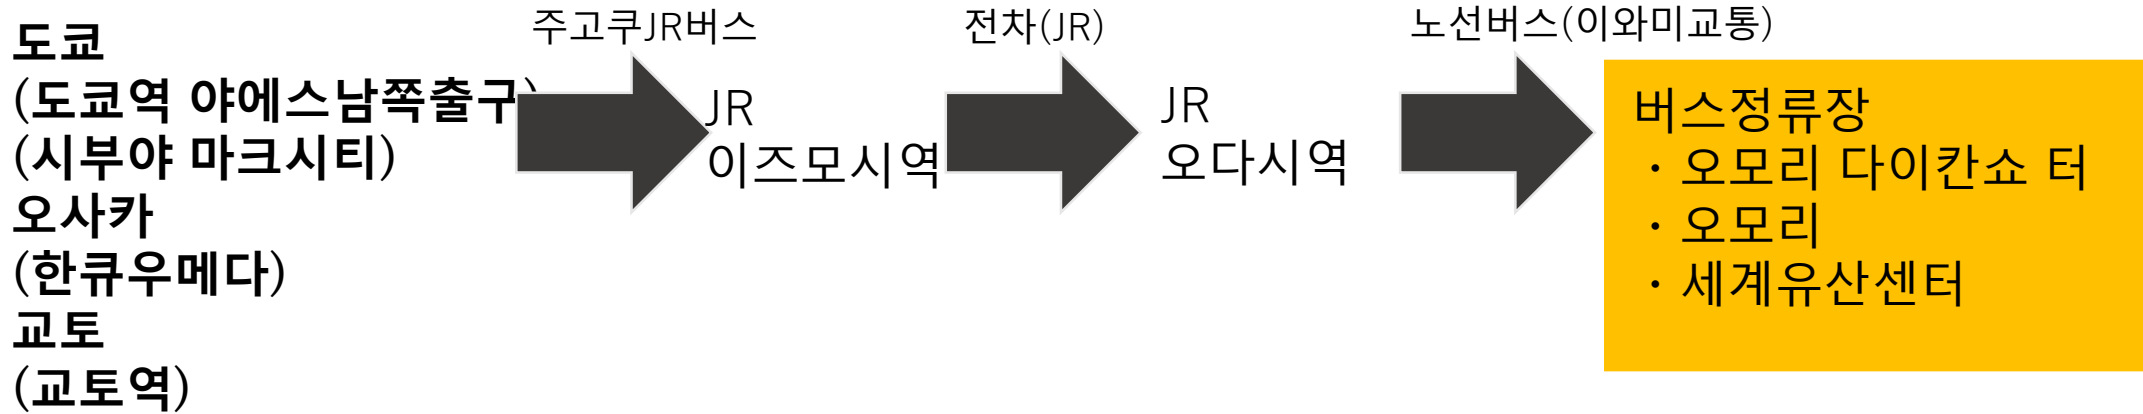 도쿄
(도쿄역 야에스남쪽출구)
(시부야 마크시티)
오사카
(한큐우메다)
교토
(교토역)
주고쿠JR버스
JR
이즈모시역
전차(JR)
JR
오다시역
노선버스(이와미교통)
버스정류장
・오모리 다이칸쇼 터
・오모리
・세계유산센터